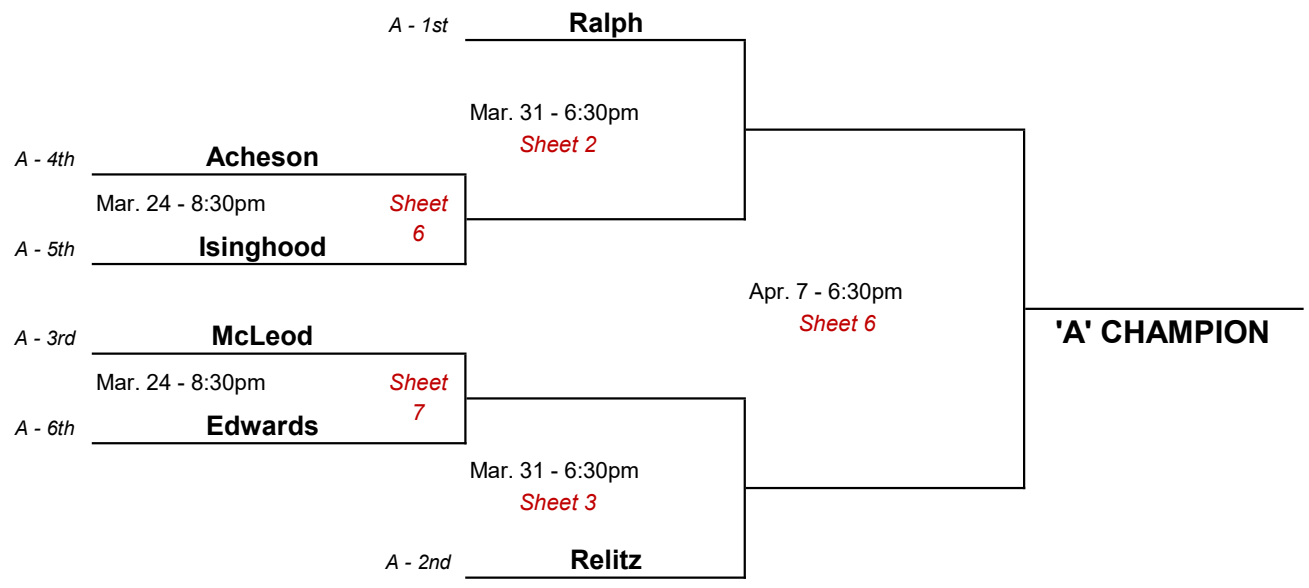 A - 1st Ralph
Mar. 31 - 6:30pm
Sheet 2
A - 4th Acheson
Mar. 24 - 8:30pm Sheet
6
A - 5th Isinghood
Apr. 7 - 6:30pm
Sheet 6
'A' CHAMPION
A - 3rd McLeod
Mar. 24 - 8:30pm Sheet
7
A - 6th Edwards
Mar. 31 - 6:30pm
Sheet 3
A - 2nd Relitz